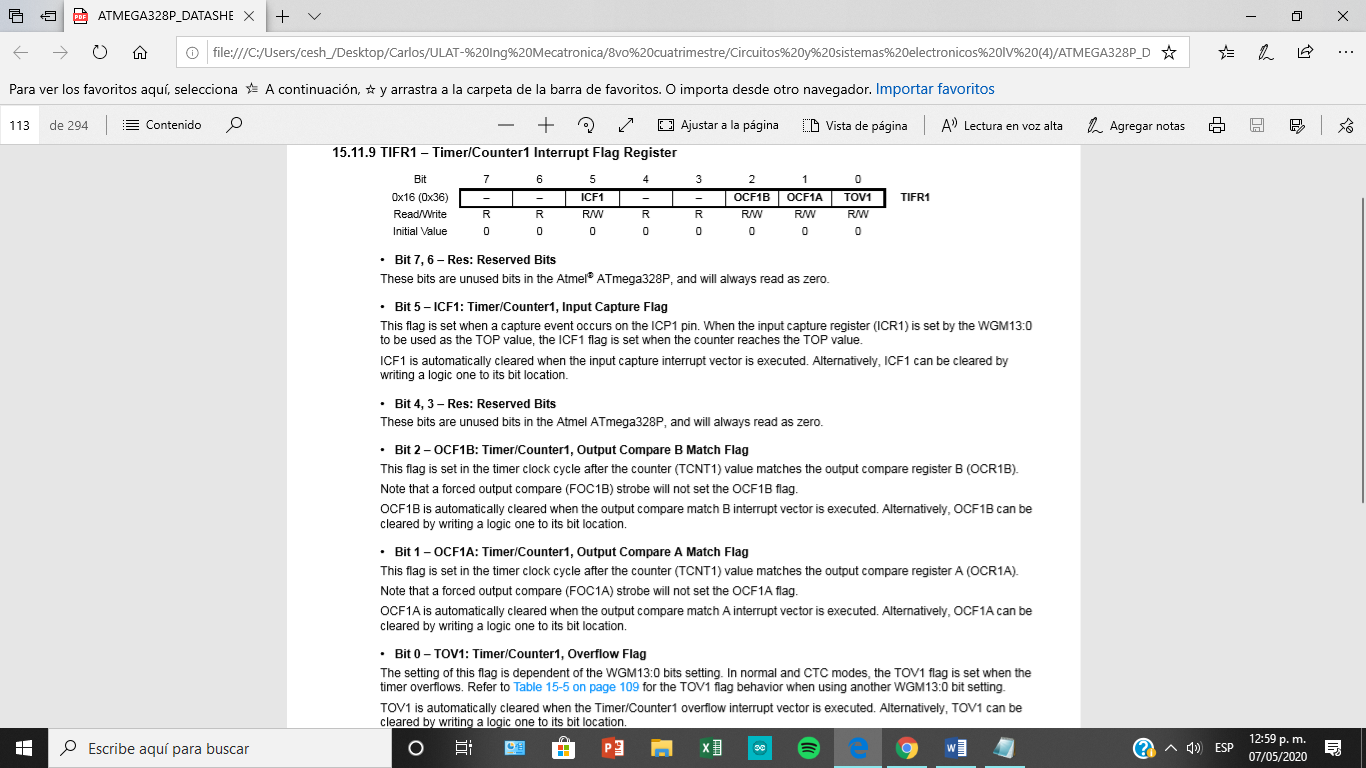 ATMEGA328P_DATASHE
file:///C:/Users/cesh_/Desktop/Carlos/ULAT-%20Ing%20Mecatronica/8vo%20cuatrimestre/Circuitos%20y%20sistemas%20electronicos%20lV%20(4)/ATMEGA328P_D
Para ver los favoritos aquí, selecciona A continuación, y arrastra a la carpeta de la barra de favoritos. O importa desde otro navegador. Importar favoritos
113 de 294 Contenido Ajustar a la página Vista de página Lectura en voz alta Agregar notas
15.11.9 TIFR1 – Timer/Counter1 Interrupt Flag Register
Bit 7 6 5 4 3 2 1 0
0x16 (0x36) – – ICF1 – – OCF1B OCF1A TOV1 TIFR1
Read/Write R R R/W R R R/W R/W R/W
Initial Value 0 0 0 0 0 0 0 0
• Bit 7, 6 – Res: Reserved Bits
These bits are unused bits in the Atmel® ATmega328P, and will always read as zero.
• Bit 5 – ICF1: Timer/Counter1, Input Capture Flag
This flag is set when a capture event occurs on the ICP1 pin. When the input capture register (ICR1) is set by the WGM13:0
to be used as the TOP value, the ICF1 flag is set when the counter reaches the TOP value.
ICF1 is automatically cleared when the input capture interrupt vector is executed. Alternatively, ICF1 can be cleared by
writing a logic one to its bit location.
• Bit 4, 3 – Res: Reserved Bits
These bits are unused bits in the Atmel ATmega328P, and will always read as zero.
• Bit 2 – OCF1B: Timer/Counter1, Output Compare B Match Flag
This flag is set in the timer clock cycle after the counter (TCNT1) value matches the output compare register B (OCR1B).
Note that a forced output compare (FOC1B) strobe will not set the OCF1B flag.
OCF1B is automatically cleared when the output compare match B interrupt vector is executed. Alternatively, OCF1B can be
cleared by writing a logic one to its bit location.
• Bit 1 – OCF1A: Timer/Counter1, Output Compare A Match Flag
This flag is set in the timer clock cycle after the counter (TCNT1) value matches the output compare register A (OCR1A).
Note that a forced output compare (FOC1A) strobe will not set the OCF1A flag.
OCF1A is automatically cleared when the output compare match A interrupt vector is executed. Alternatively, OCF1A can be
cleared by writing a logic one to its bit location.
• Bit 0 – TOV1: Timer/Counter1, Overflow Flag
The setting of this flag is dependent of the WGM13:0 bits setting. In normal and CTC modes, the TOV1 flag is set when the
timer overflows. Refer to Table 15-5 on page 109 for the TOV1 flag behavior when using another WGM13:0 bit setting.
TOV1 is automatically cleared when the Timer/Counter1 overflow interrupt vector is executed. Alternatively, TOV1 can be
cleared by writing a logic one to its bit location.
Escribe aquí para buscar
ESP
12:59 p. m.
07/05/2020